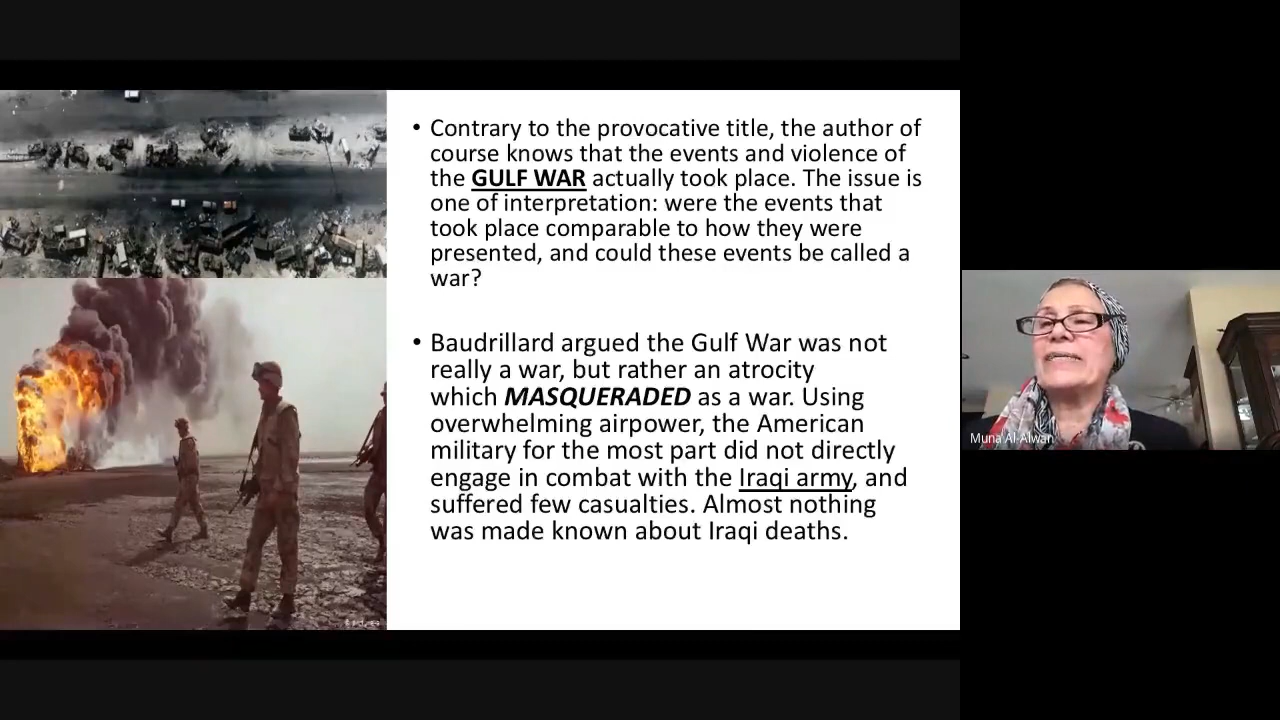 • Contrary to the provocative title, the author of
course knows that the events and violence of
the GULF WAR actually took place. The issue is
one of interpretation: were the events that
took place comparable to how they were
presented, and could these events be called a
war?
• Baudrillard argued the Gulf War was not
really a war, but rather an atrocity
which MASQUERADED as a war. Using
overwhelming airpower, the American
military for the most part did not directly
engage in combat with the Iraqi army, and
suffered few casualties. Almost nothing
was made known about Iraqi deaths.
Muna Al-Alwan